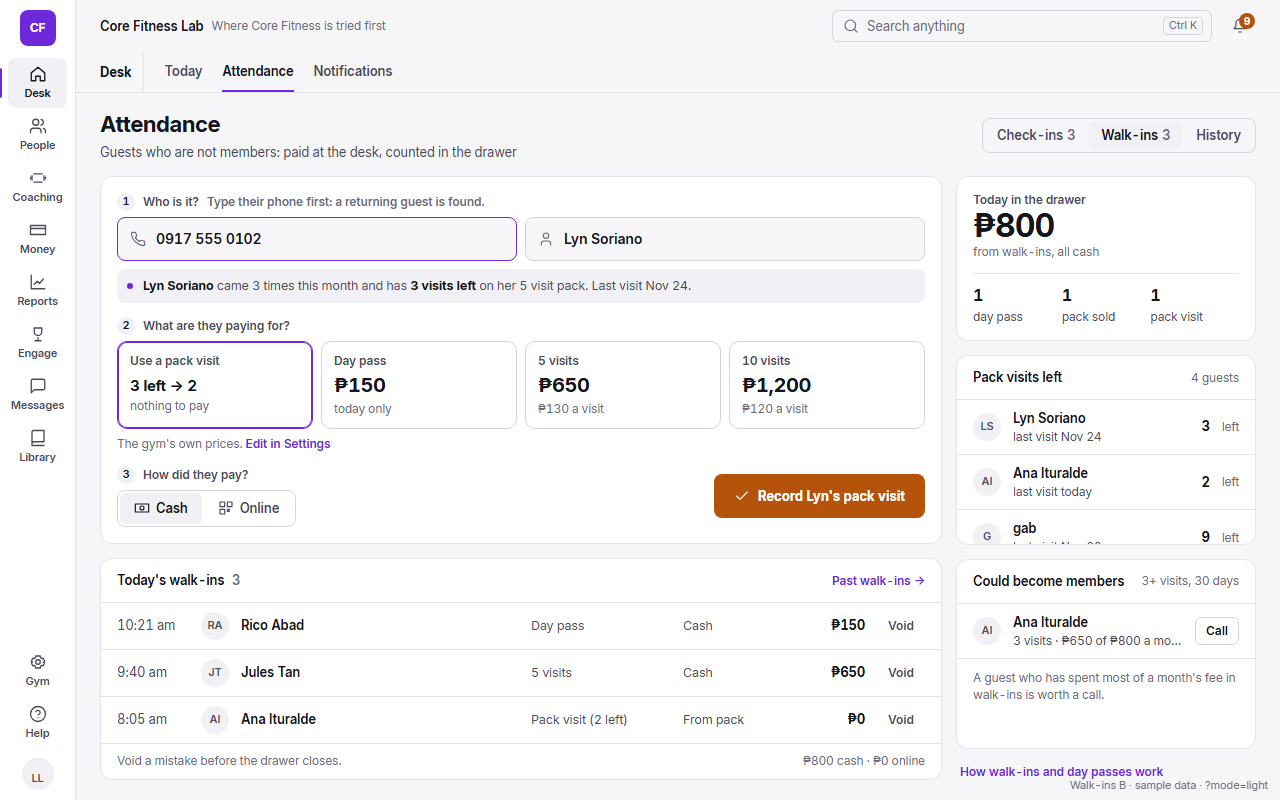 CF
Core Fitness Lab Where Core Fitness is tried first
Search anything Ctrl K
9
Desk
People
Coaching
Money
Reports
Engage
Messages
Library
Gym
Help
LL
Desk Today Attendance Notifications
Attendance
Guests who are not members: paid at the desk, counted in the drawer
Check-ins 3 Walk-ins 3 History
1 Who is it? Type their phone first: a returning guest is found.
0917 555 0102 Lyn Soriano
Lyn Soriano came 3 times this month and has 3 visits left on her 5 visit pack. Last visit Nov 24.
2 What are they paying for?
Use a pack visit
3 left → 2
nothing to pay
Day pass
₱150
today only
5 visits
₱650
₱130 a visit
10 visits
₱1,200
₱120 a visit
The gym's own prices. Edit in Settings
3 How did they pay?
Cash Online
Record Lyn's pack visit
Today's walk-ins 3 Past walk-ins →
10:21 am RA Rico Abad Day pass Cash ₱150 Void
9:40 am JT Jules Tan 5 visits Cash ₱650 Void
8:05 am AI Ana Ituralde Pack visit (2 left) From pack ₱0 Void
Void a mistake before the drawer closes. ₱800 cash · ₱0 online
Today in the drawer
₱800
from walk-ins, all cash
1 1 1
day pass pack sold pack visit
Pack visits left 4 guests
LS Lyn Soriano 3 left
last visit Nov 24
AI Ana Ituralde 2 left
last visit today
G gab 9 left
Could become members 3+ visits, 30 days
AI Ana Ituralde Call
3 visits · ₱650 of ₱800 a mo...
A guest who has spent most of a month's fee in
walk-ins is worth a call.
How walk-ins and day passes work
Walk-ins B · sample data · ?mode=light